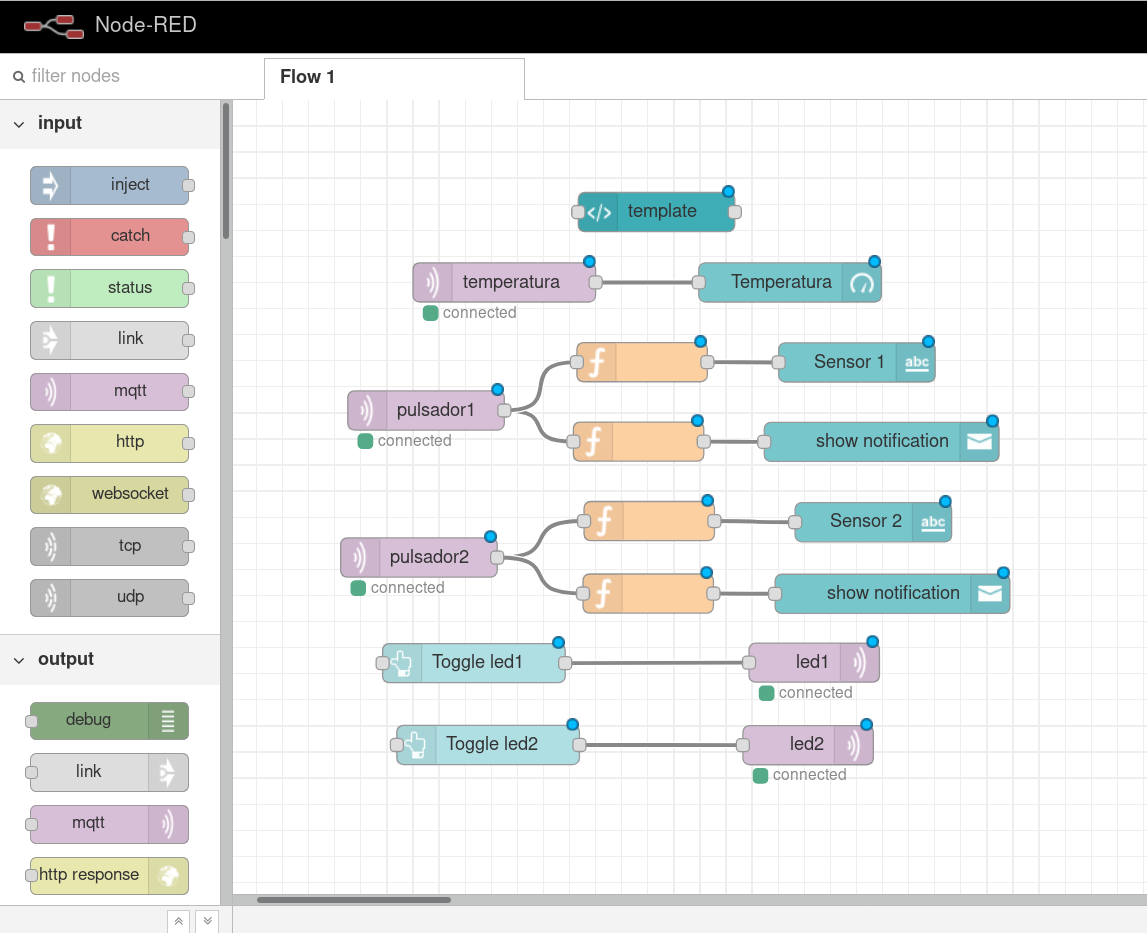 Node-RED
filter nodes
Flow 1
input
inject
catch
status
link
mqtt
http
websocket
tcp
udp
output
debug
link
mqtt
http response
</> template
temperatura
connected
Temperatura
pulsador1
connected
f
Sensor 1
abc
f
show notification
pulsador2
connected
f
Sensor 2
abc
f
show notification
Toggle led1
led1
connected
Toggle led2
led2
connected